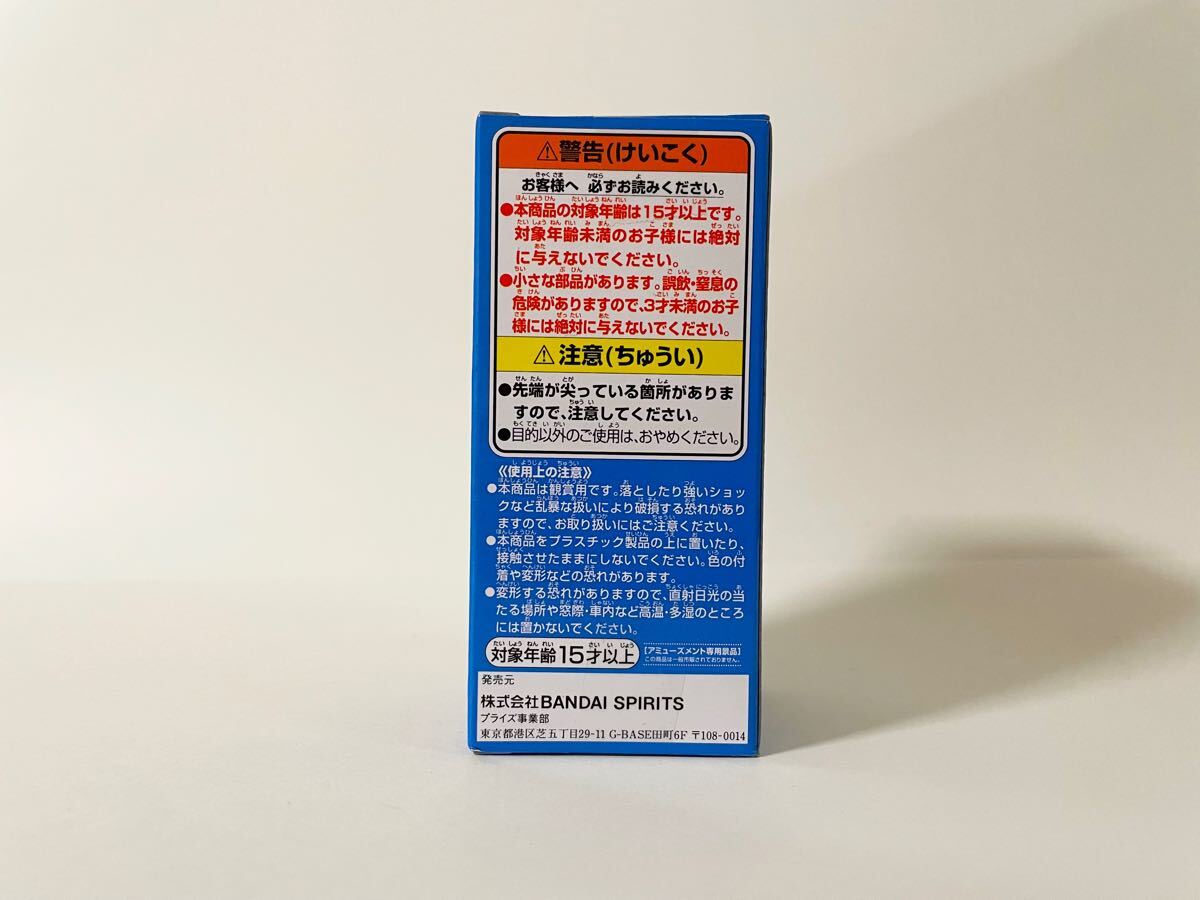 ⚠警告(けいこく)
お客様へ 必ずお読みください。
●本商品の対象年齢は15才以上です。
対象年齢未満のお子様には絶対
に与えないでください。
●小さな部品があります。誤飲・窒息の
危険がありますので、3才未満のお子
様には絶対に与えないでください。
⚠注意(ちゅうい)
●先端が尖っている箇所がありま
すので、注意してください。
●目的以外のご使用は、おやめください。
《使用上の注意》
●本商品は観賞用です。落としたり強いショッ
クなど乱暴な扱いにより破損する恐れがあり
ますので、お取り扱いにはご注意ください。
●本商品をプラスチック製品の上に置いたり、
接触させたままにしないでください。色の付
着や変形などの恐れがあります。
●変形する恐れがありますので、直射日光の当
たる場所や窓際・車内など高温・多湿のところ
には置かないでください。
対象年齢15才以上
[アミューズメント専用景品]
この商品は一般市販されておりません。
発売元
株式会社BANDAI SPIRITS
プライズ事業部
東京都港区芝五丁目29-11 G-BASE田町6F 〒108-0014